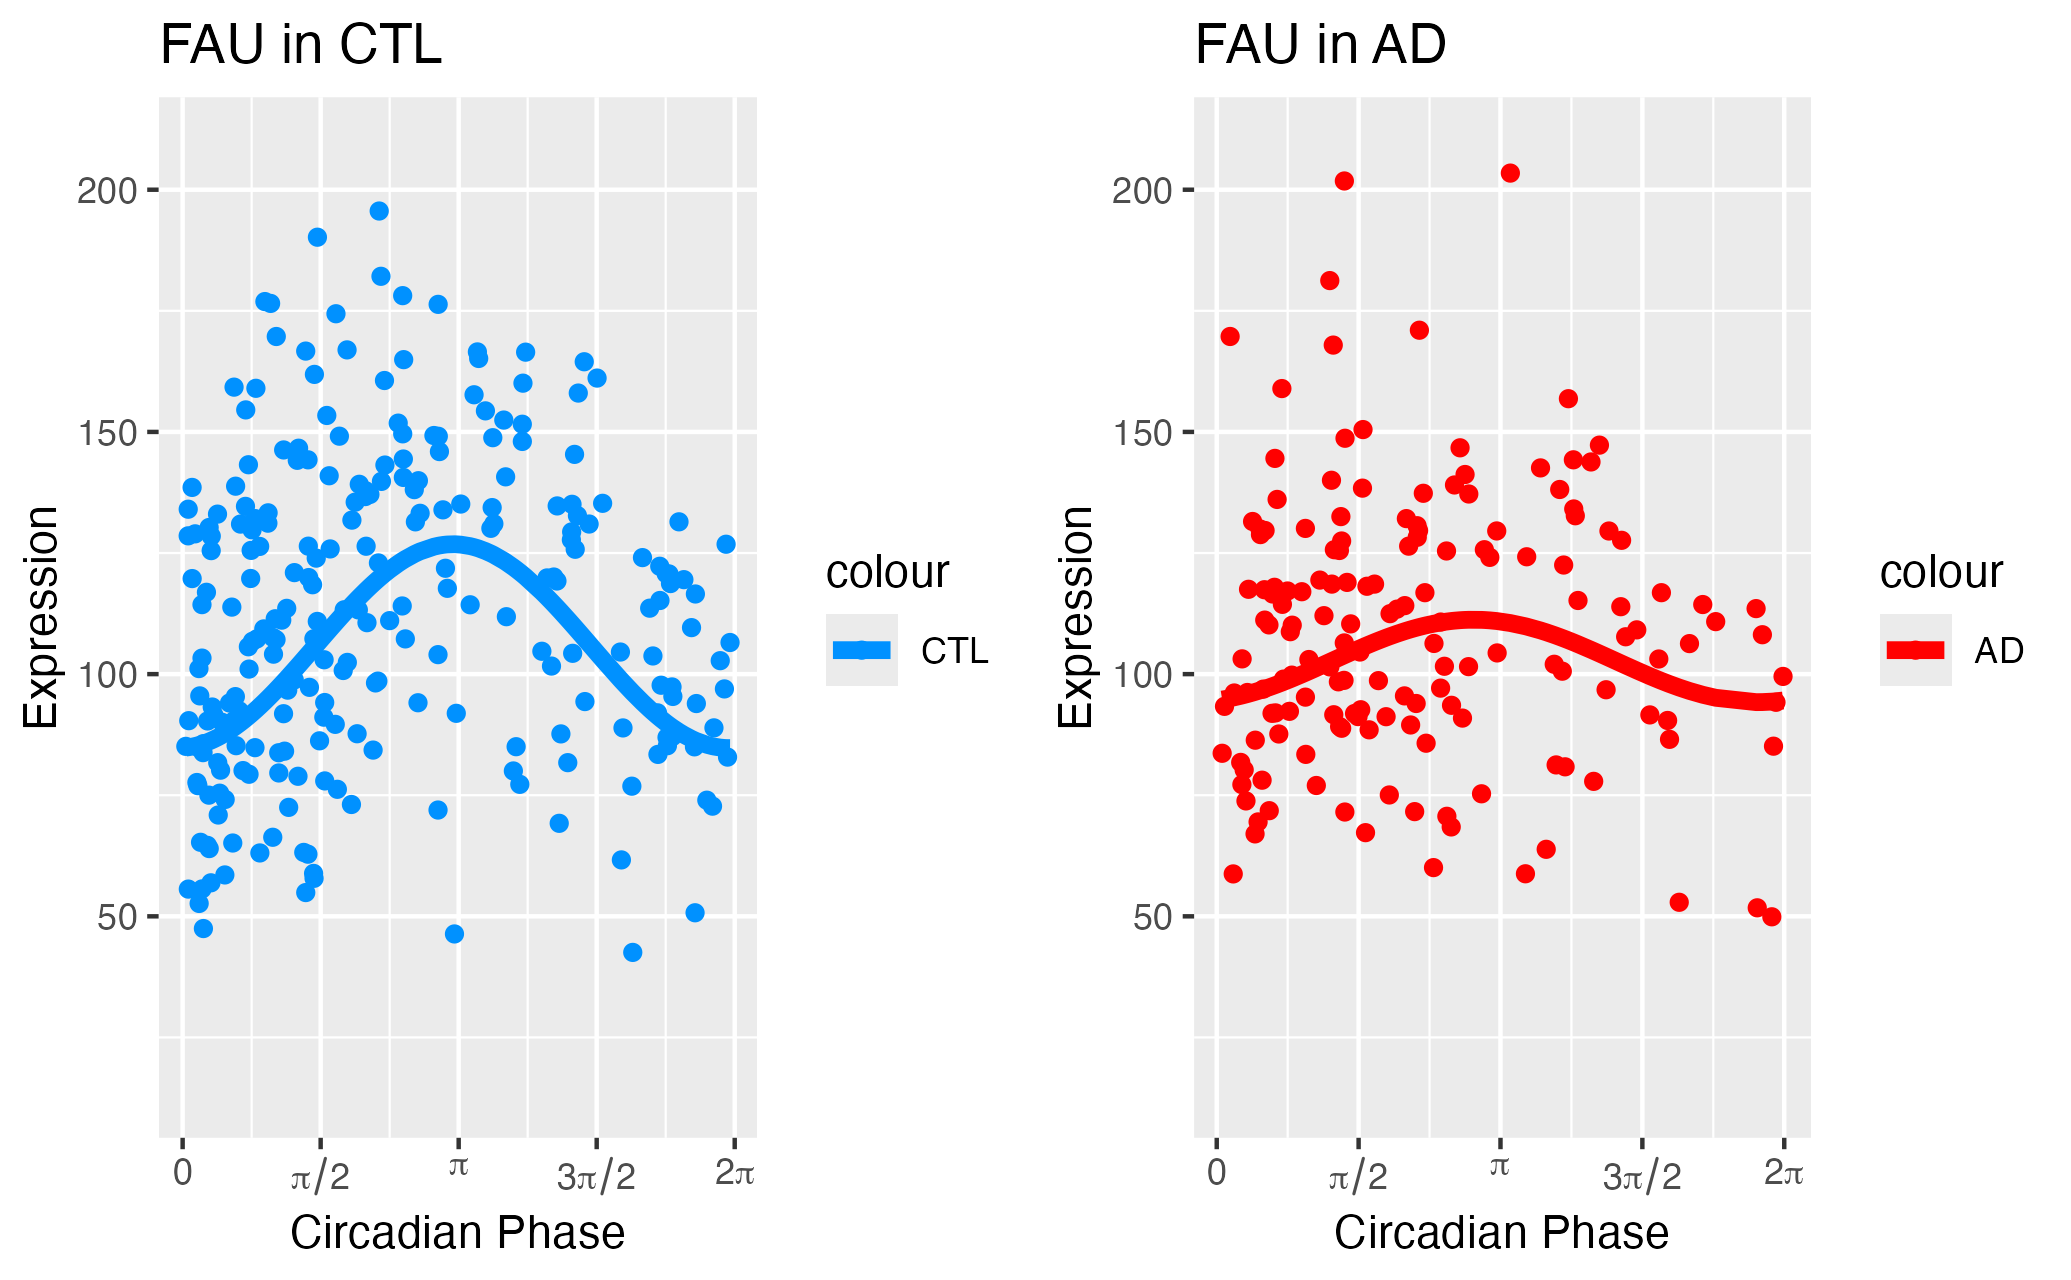 FAU in CTL
200
150
100
50
Expression
0 π/2 π 3π/2 2π
Circadian Phase
colour
CTL
FAU in AD
200
150
100
50
Expression
0 π/2 π 3π/2 2π
Circadian Phase
colour
AD